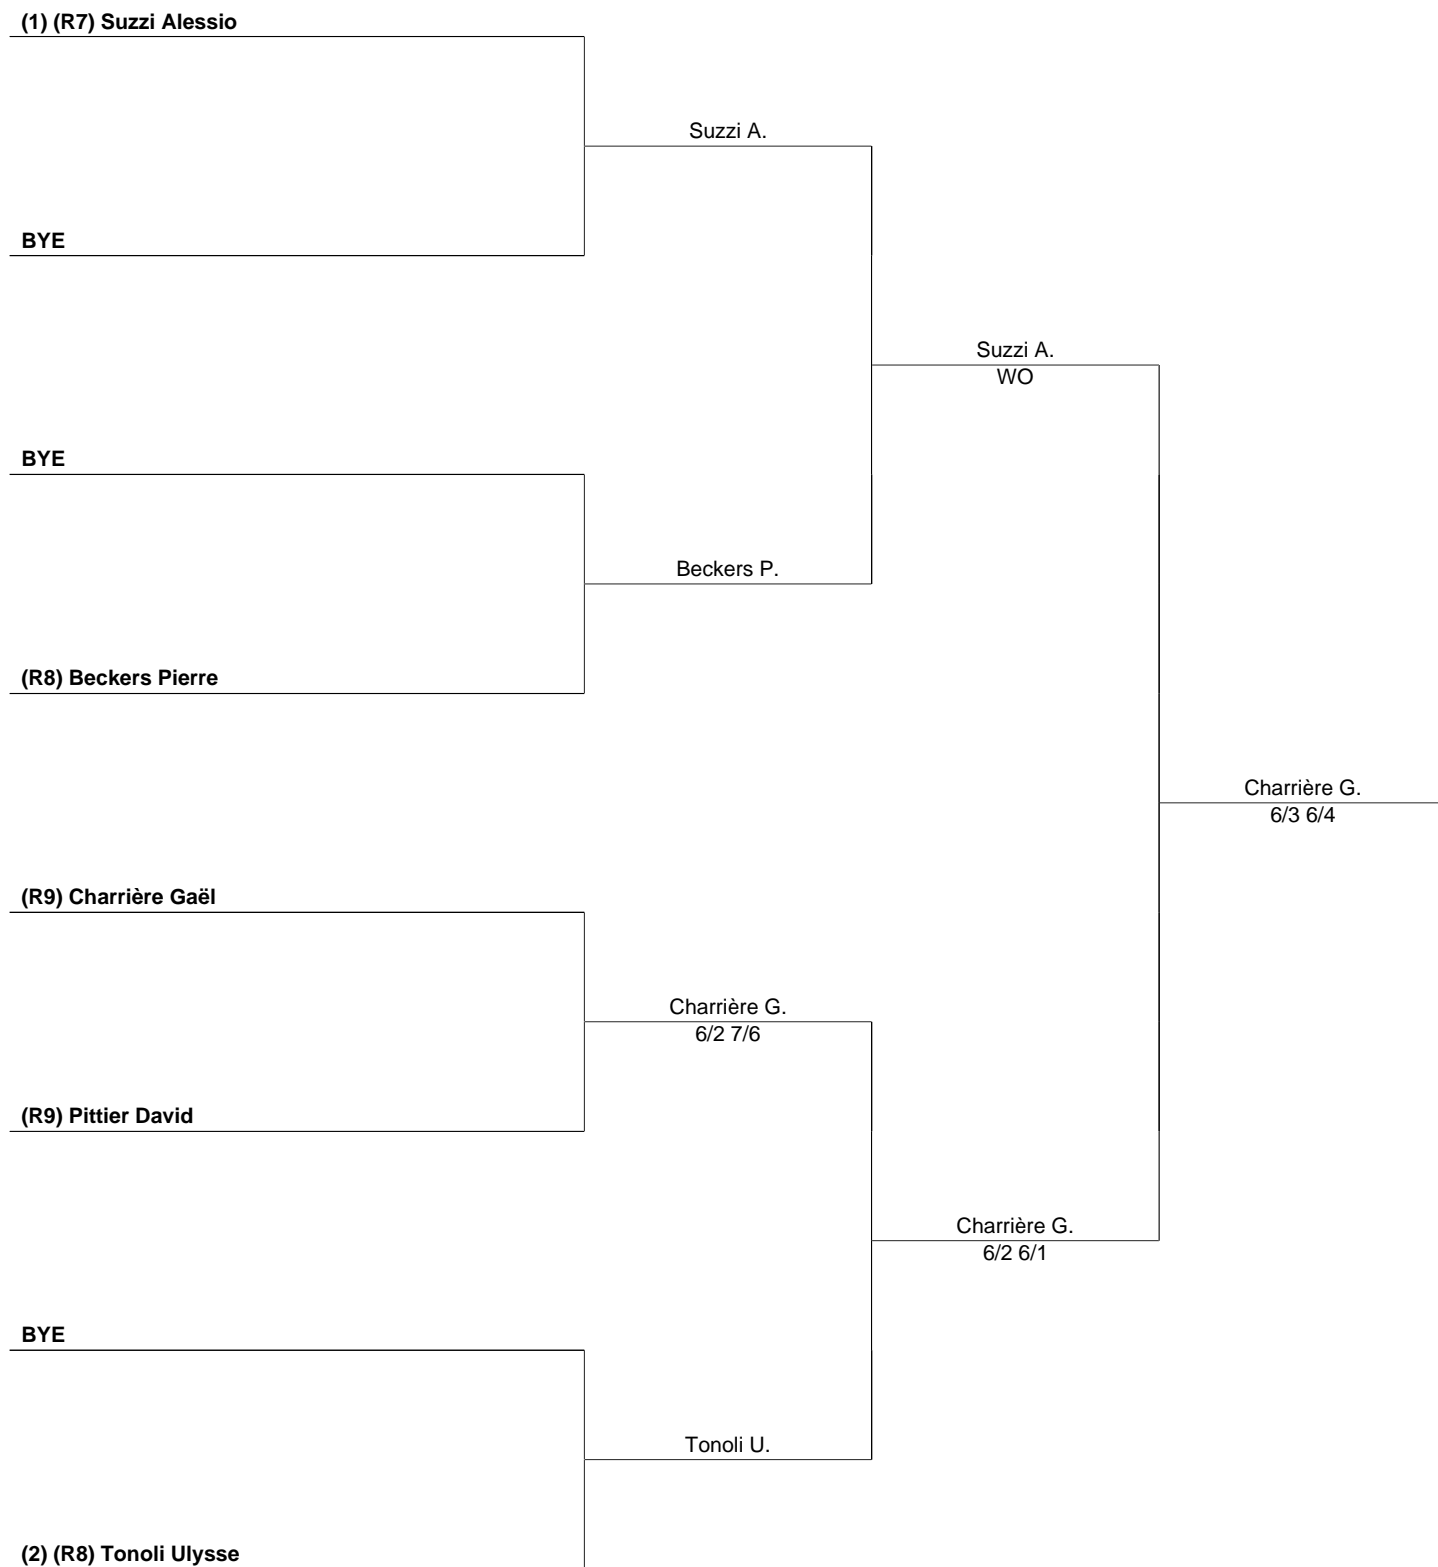 (1) (R7) Suzzi Alessio
Suzzi A.
BYE
Suzzi A.
WO
BYE
Beckers P.
(R8) Beckers Pierre
Charrière G.
6/3 6/4
(R9) Charrière Gaël
Charrière G.
6/2 7/6
(R9) Pittier David
Charrière G.
6/2 6/1
BYE
Tonoli U.
(2) (R8) Tonoli Ulysse